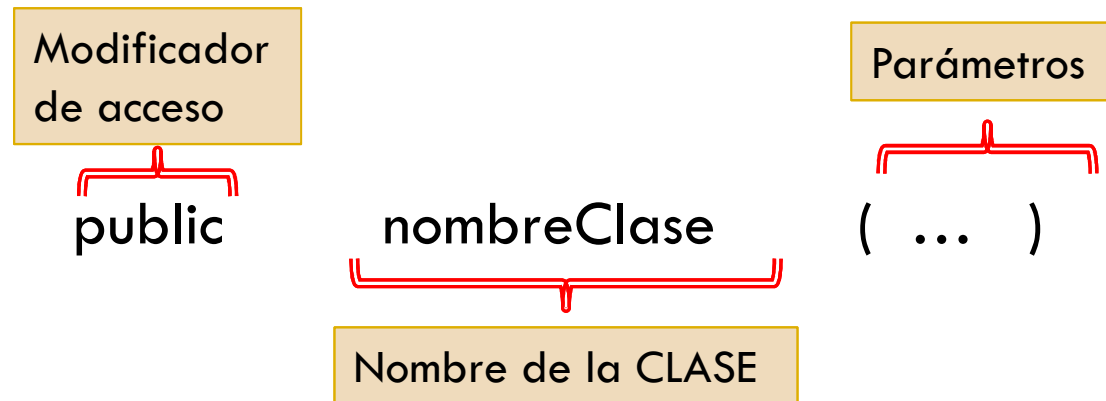 Modificador
de acceso
Parámetros
public nombreClase ( ... )
Nombre de la CLASE